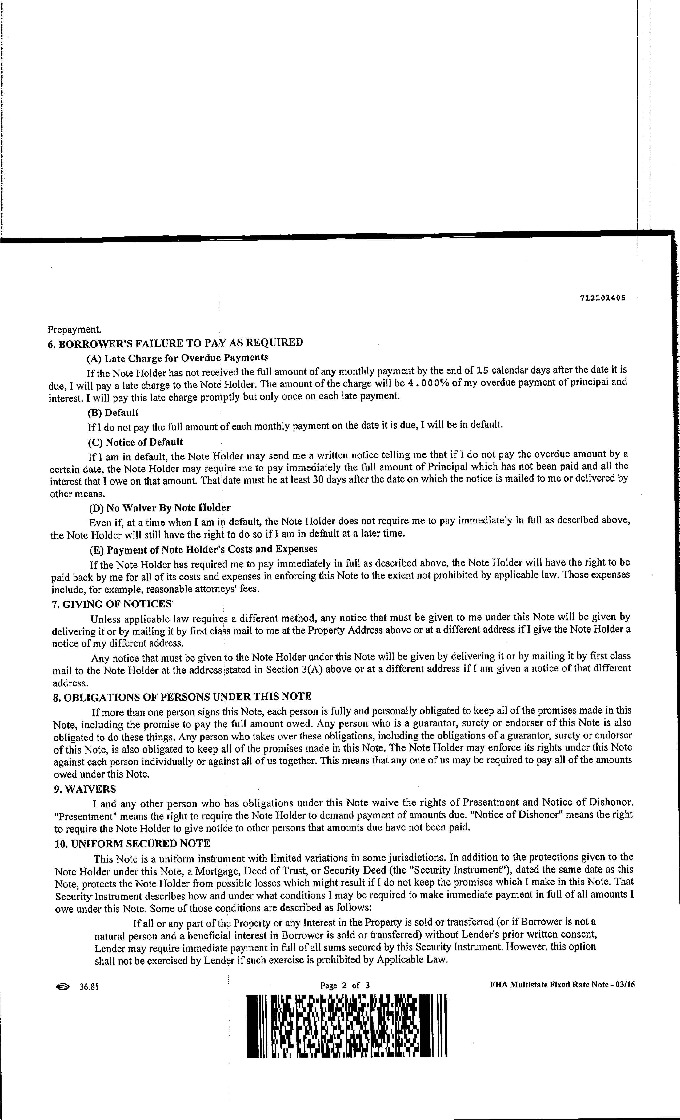 712101405
Prepayment.
6. BORROWER'S FAILURE TO PAY AS REQUIRED
(A) Late Charge for Overdue Payments
If the Note Holder has not received the full amount of any monthly payment by the end of 15 calendar days after the date it is
due, I will pay a late charge to the Note Holder. The amount of the charge will be 4.000% of my overdue payment of principal and
interest. I will pay this late charge promptly but only once on each late payment.
(B) Default
If I do not pay the full amount of each monthly payment on the date it is due, I will be in default.
(C) Notice of Default
If I am in default, the Note Holder may send me a written notice telling me that if I do not pay the overdue amount by a
certain date, the Note Holder may require me to pay immediately the full amount of Principal which has not been paid and all the
interest that I owe on that amount. That date must be at least 30 days after the date on which the notice is mailed to me or delivered by
other means.
(D) No Waiver By Note Holder
Even if, at a time when I am in default, the Note Holder does not require me to pay immediately in full as described above,
the Note Holder will still have the right to do so if I am in default at a later time.
(E) Payment of Note Holder's Costs and Expenses
If the Note Holder has required me to pay immediately in full as described above, the Note Holder will have the right to be
paid back by me for all of its costs and expenses in enforcing this Note to the extent not prohibited by applicable law. Those expenses
include, for example, reasonable attorneys' fees.
7. GIVING OF NOTICES
Unless applicable law requires a different method, any notice that must be given to me under this Note will be given by
delivering it or by mailing it by first class mail to me at the Property Address above or at a different address if I give the Note Holder a
notice of my different address.
Any notice that must be given to the Note Holder under this Note will be given by delivering it or by mailing it by first class
mail to the Note Holder at the address stated in Section 3(A) above or at a different address if I am given a notice of that different
address.
8. OBLIGATIONS OF PERSONS UNDER THIS NOTE
If more than one person signs this Note, each person is fully and personally obligated to keep all of the promises made in this
Note, including the promise to pay the full amount owed. Any person who is a guarantor, surety or endorser of this Note is also
obligated to do these things. Any person who takes over these obligations, including the obligations of a guarantor, surety or endorser
of this Note, is also obligated to keep all of the promises made in this Note. The Note Holder may enforce its rights under this Note
against each person individually or against all of us together. This means that any one of us may be required to pay all of the amounts
owed under this Note.
9. WAIVERS
I and any other person who has obligations under this Note waive the rights of Presentment and Notice of Dishonor.
"Presentment" means the right to require the Note Holder to demand payment of amounts due. "Notice of Dishonor" means the right
to require the Note Holder to give notice to other persons that amounts due have not been paid.
10. UNIFORM SECURED NOTE
This Note is a uniform instrument with limited variations in some jurisdictions. In addition to the protections given to the
Note Holder under this Note, a Mortgage, Deed of Trust, or Security Deed (the "Security Instrument"), dated the same date as this
Note, protects the Note Holder from possible losses which might result if I do not keep the promises which I make in this Note. That
Security Instrument describes how and under what conditions I may be required to make immediate payment in full of all amounts I
owe under this Note. Some of those conditions are described as follows:
If all or any part of the Property or any Interest in the Property is sold or transferred (or if Borrower is not a
natural person and a beneficial interest in Borrower is sold or transferred) without Lender's prior written consent,
Lender may require immediate payment in full of all sums secured by this Security Instrument. However, this option
shall not be exercised by Lender if such exercise is prohibited by Applicable Law.
36.85 Page 2 of 3 FHA Multistate Fixed Rate Note - 03/16